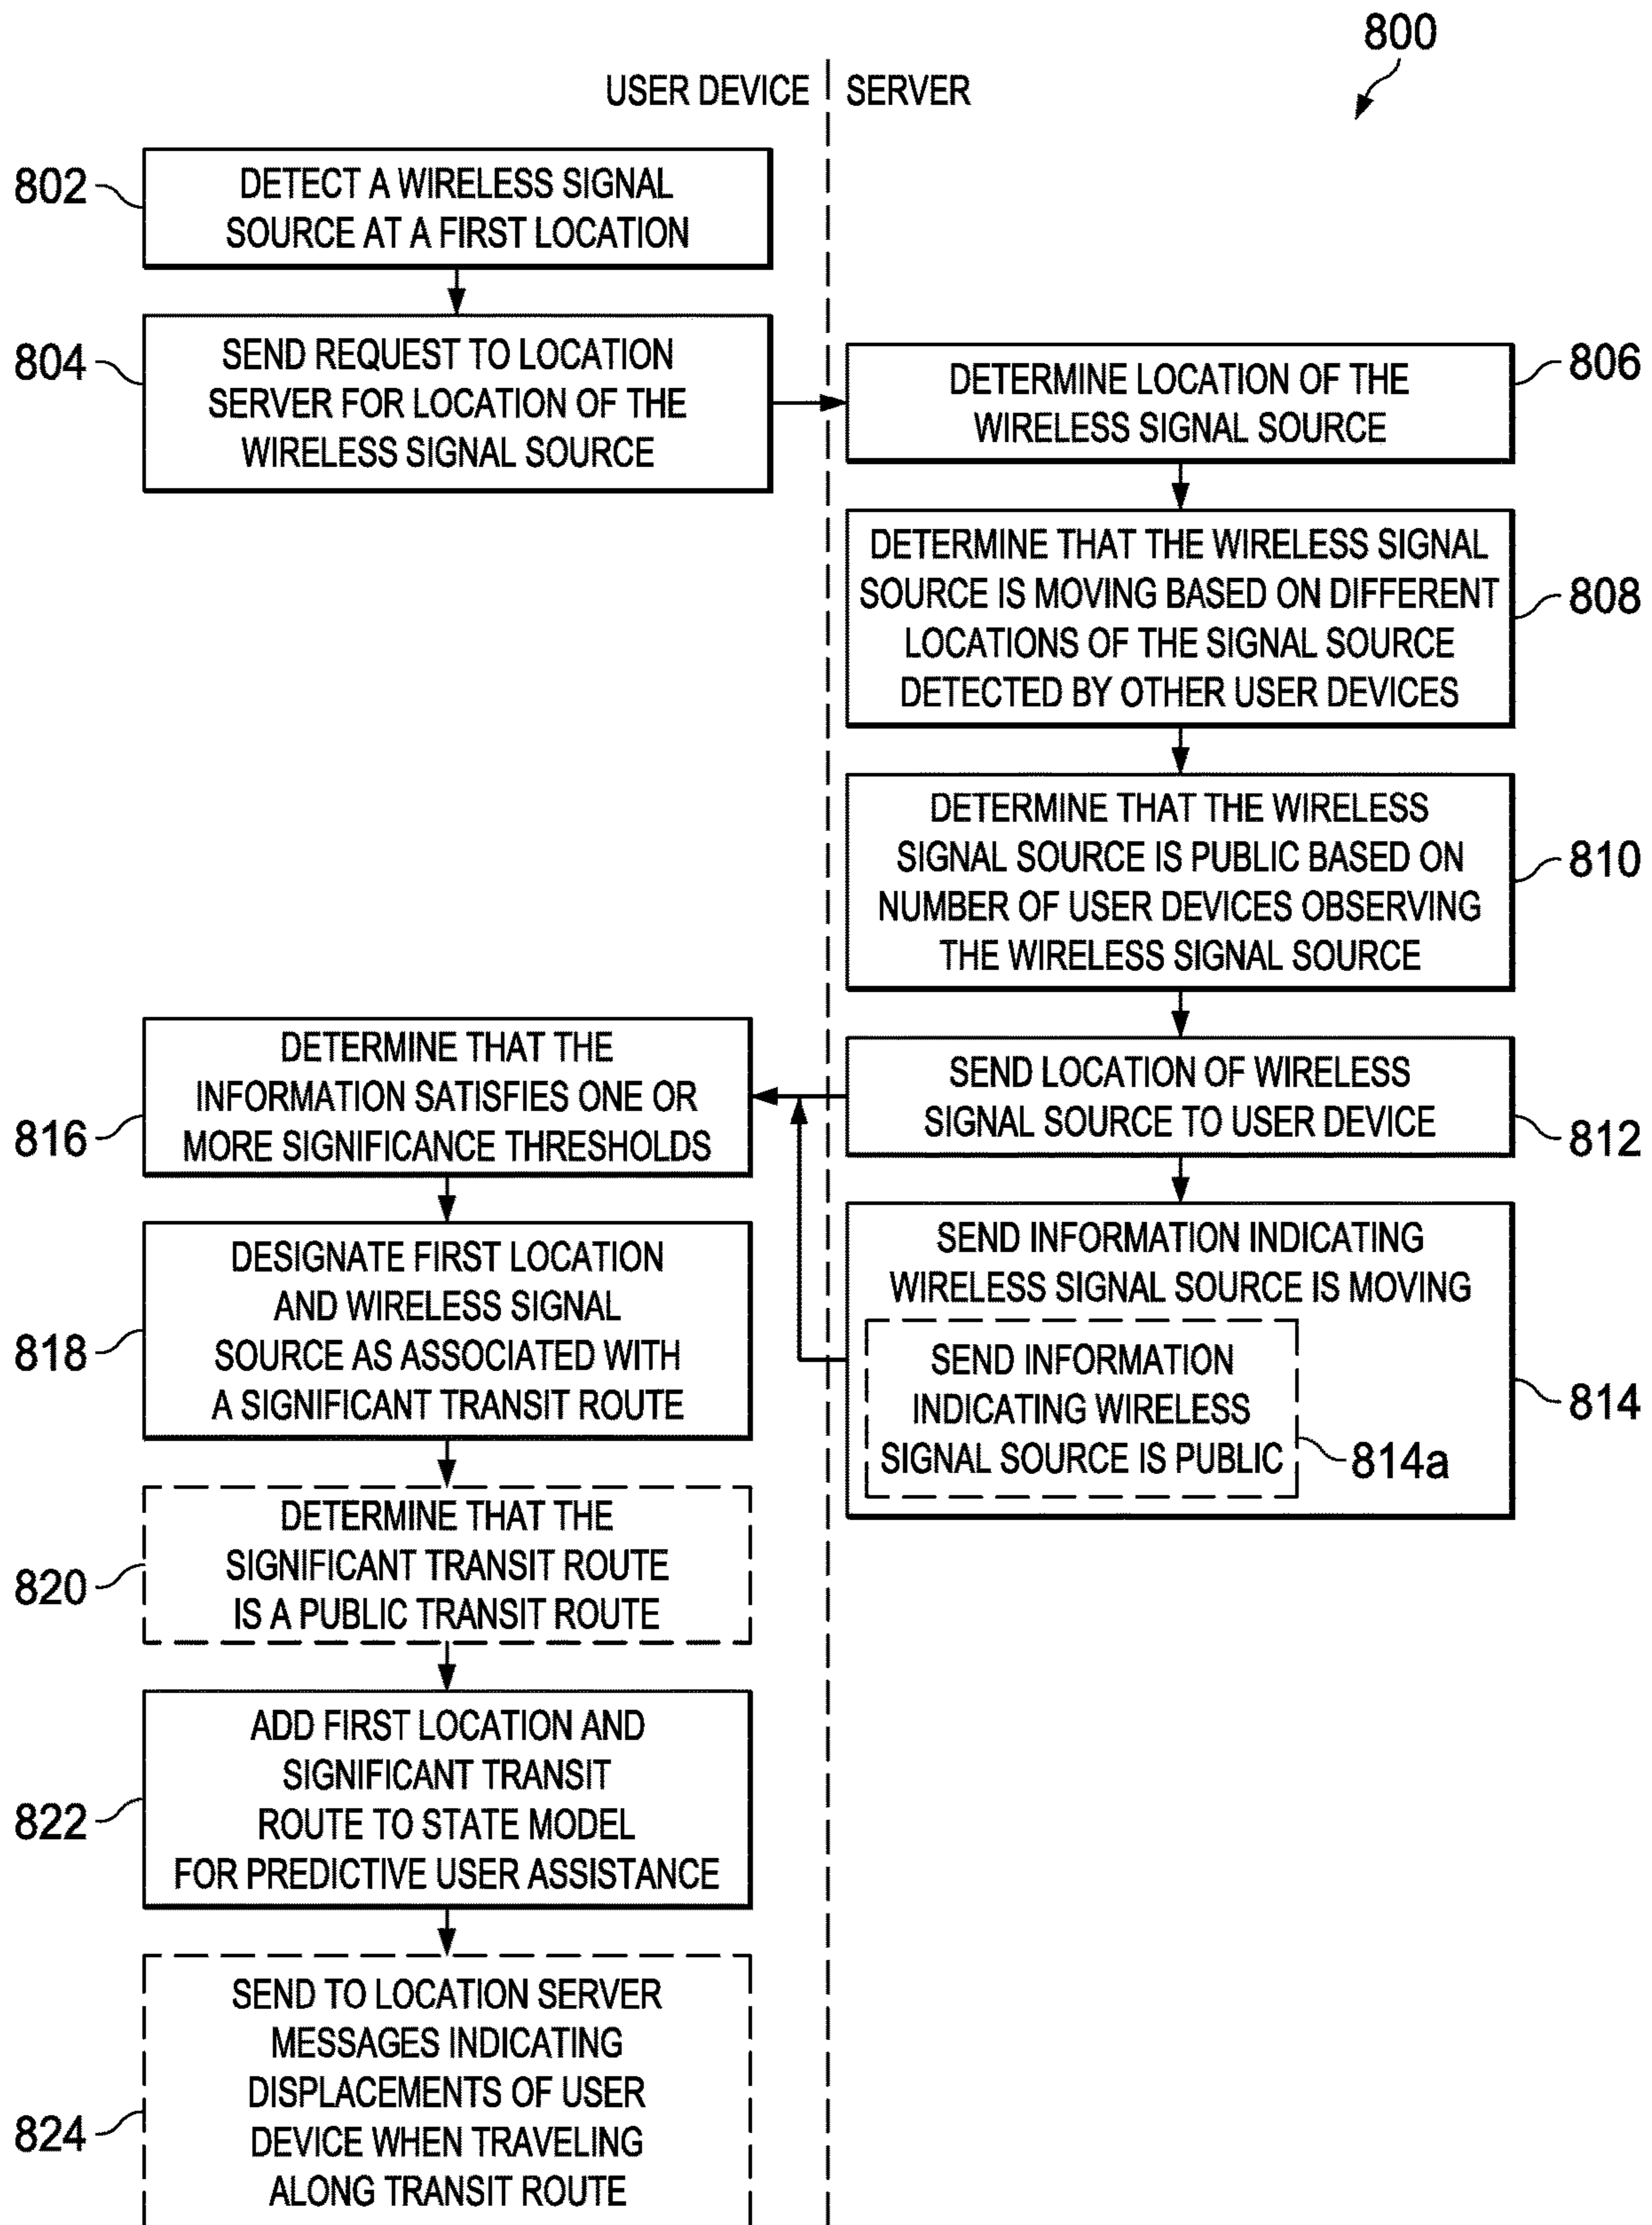 800
USER DEVICE
SERVER
802
DETECT A WIRELESS SIGNAL
SOURCE AT A FIRST LOCATION
804
SEND REQUEST TO LOCATION
SERVER FOR LOCATION OF THE
WIRELESS SIGNAL SOURCE
DETERMINE LOCATION OF THE
WIRELESS SIGNAL SOURCE
806
DETERMINE THAT THE WIRELESS SIGNAL
SOURCE IS MOVING BASED ON DIFFERENT
LOCATIONS OF THE SIGNAL SOURCE
DETECTED BY OTHER USER DEVICES
808
DETERMINE THAT THE WIRELESS
SIGNAL SOURCE IS PUBLIC BASED ON
NUMBER OF USER DEVICES OBSERVING
THE WIRELESS SIGNAL SOURCE
810
SEND LOCATION OF WIRELESS
SIGNAL SOURCE TO USER DEVICE
812
SEND INFORMATION INDICATING
WIRELESS SIGNAL SOURCE IS MOVING
814
SEND INFORMATION
INDICATING WIRELESS
SIGNAL SOURCE IS PUBLIC
814a
816
DETERMINE THAT THE
INFORMATION SATISFIES ONE OR
MORE SIGNIFICANCE THRESHOLDS
818
DESIGNATE FIRST LOCATION
AND WIRELESS SIGNAL
SOURCE AS ASSOCIATED WITH
A SIGNIFICANT TRANSIT ROUTE
820
DETERMINE THAT THE
SIGNIFICANT TRANSIT ROUTE
IS A PUBLIC TRANSIT ROUTE
822
ADD FIRST LOCATION AND
SIGNIFICANT TRANSIT
ROUTE TO STATE MODEL
FOR PREDICTIVE USER ASSISTANCE
824
SEND TO LOCATION SERVER
MESSAGES INDICATING
DISPLACEMENTS OF USER
DEVICE WHEN TRAVELING
ALONG TRANSIT ROUTE